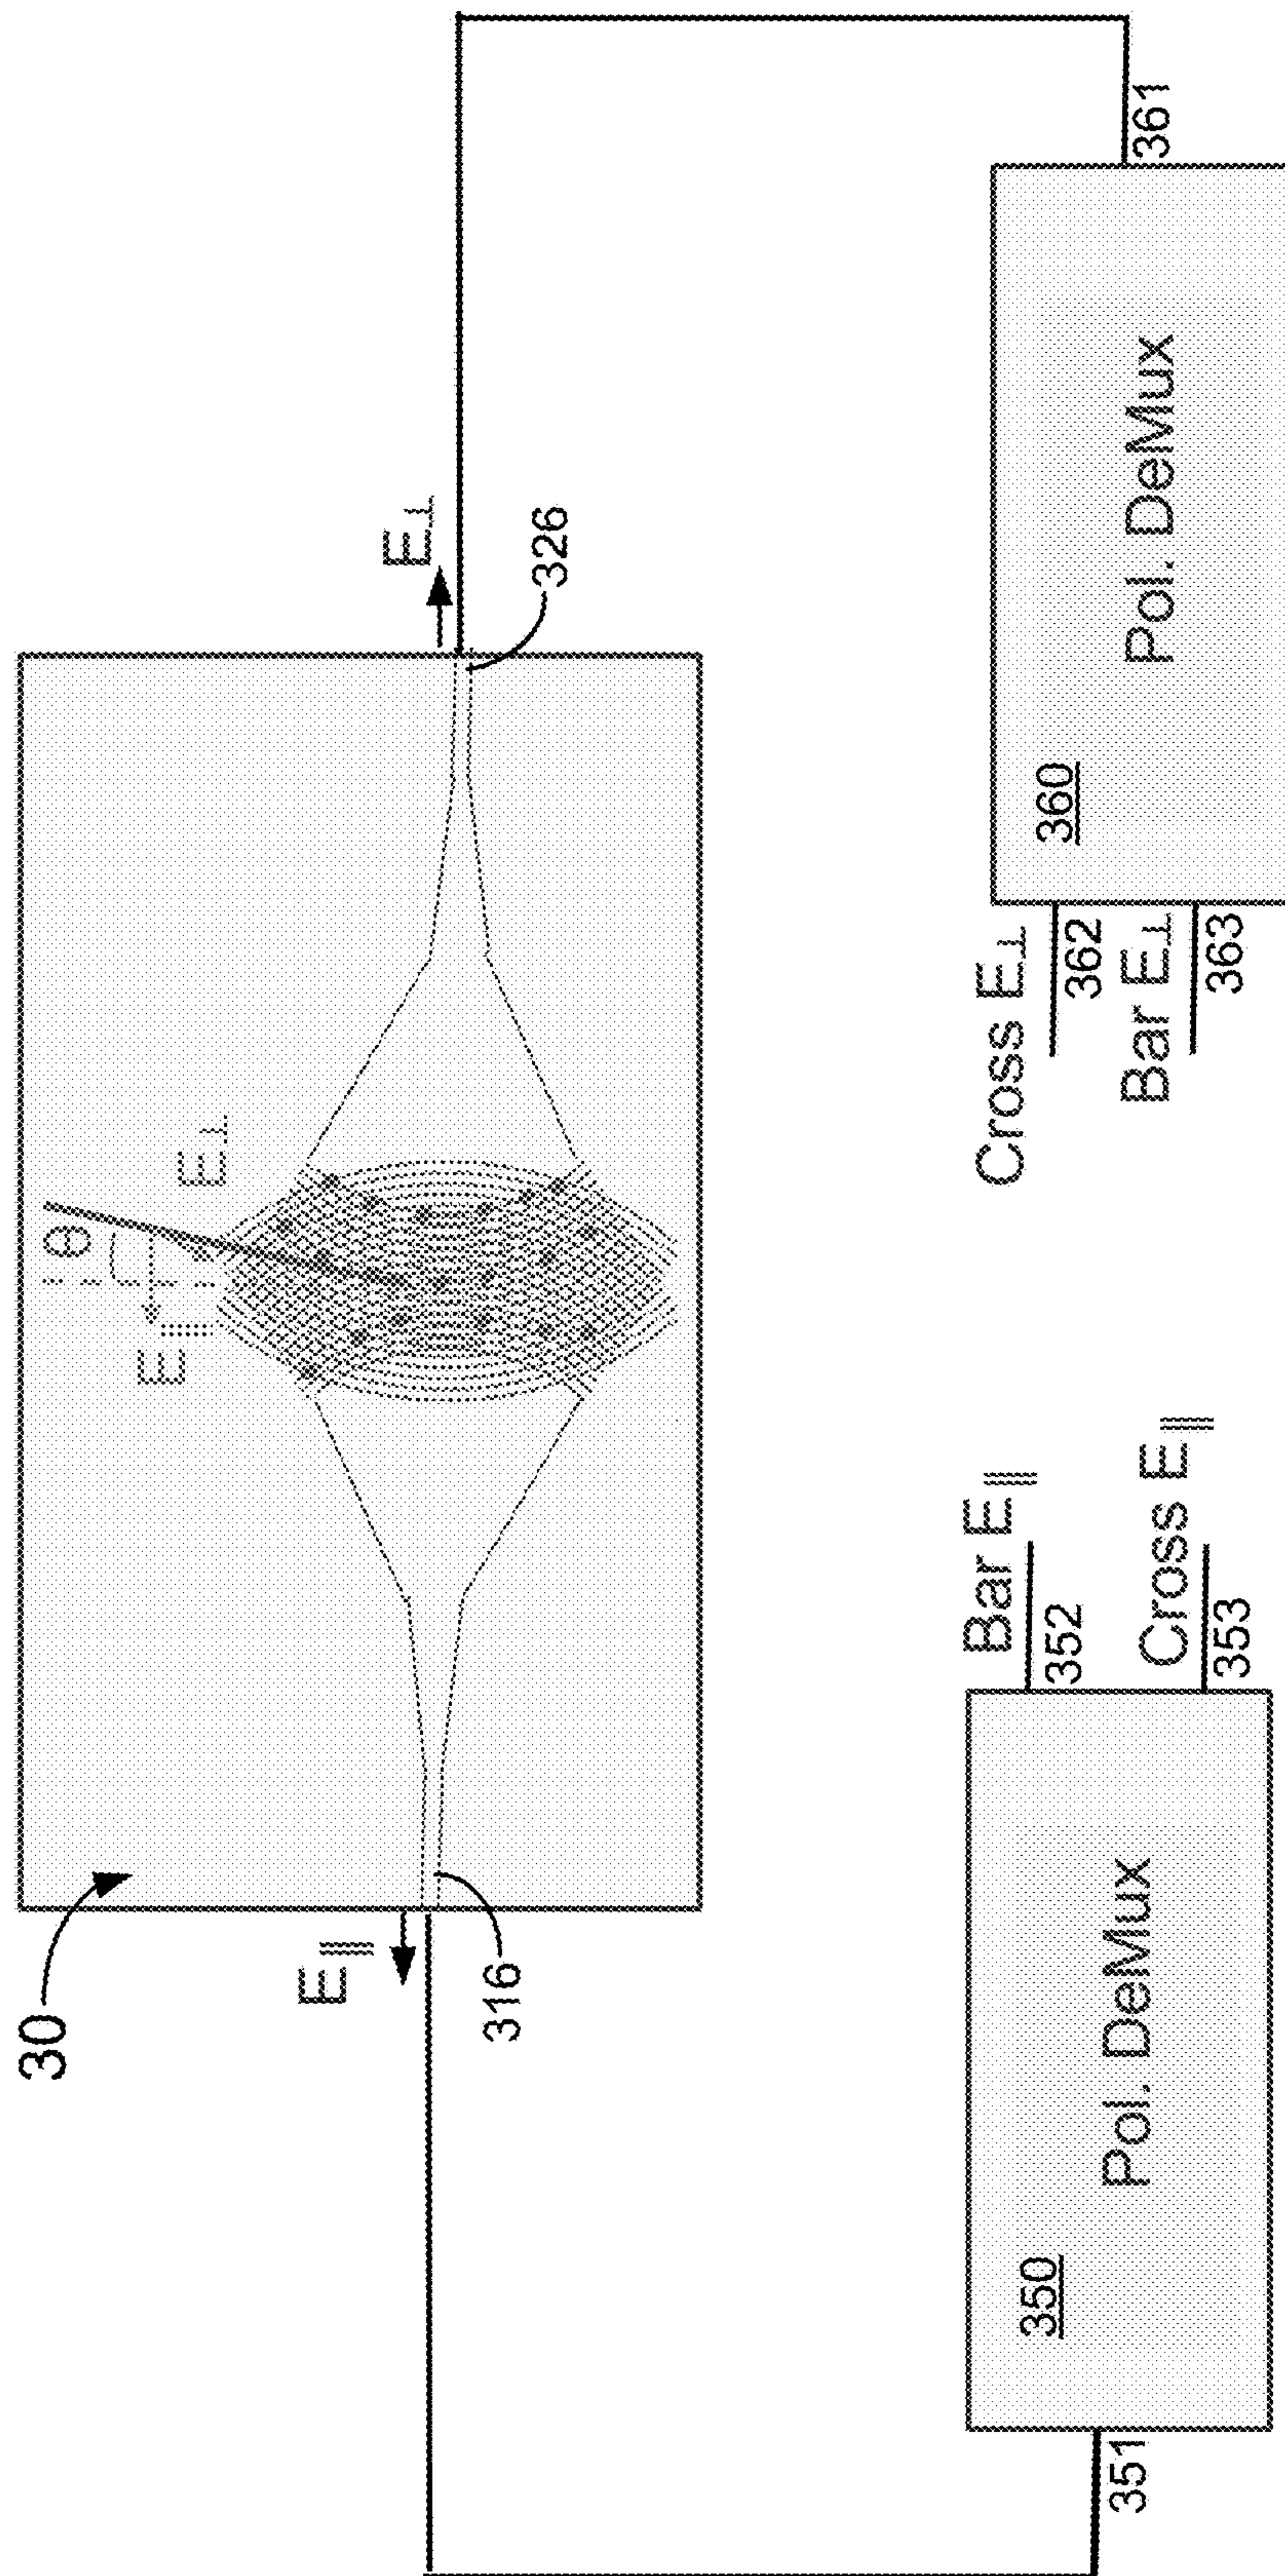 30
θ
E∥
E⊥
E∥
E⊥
316
326
Bar E∥
352
Cross E∥
353
Cross E⊥
362
Bar E⊥
363
350
Pol. DeMux
351
360
Pol. DeMux
361